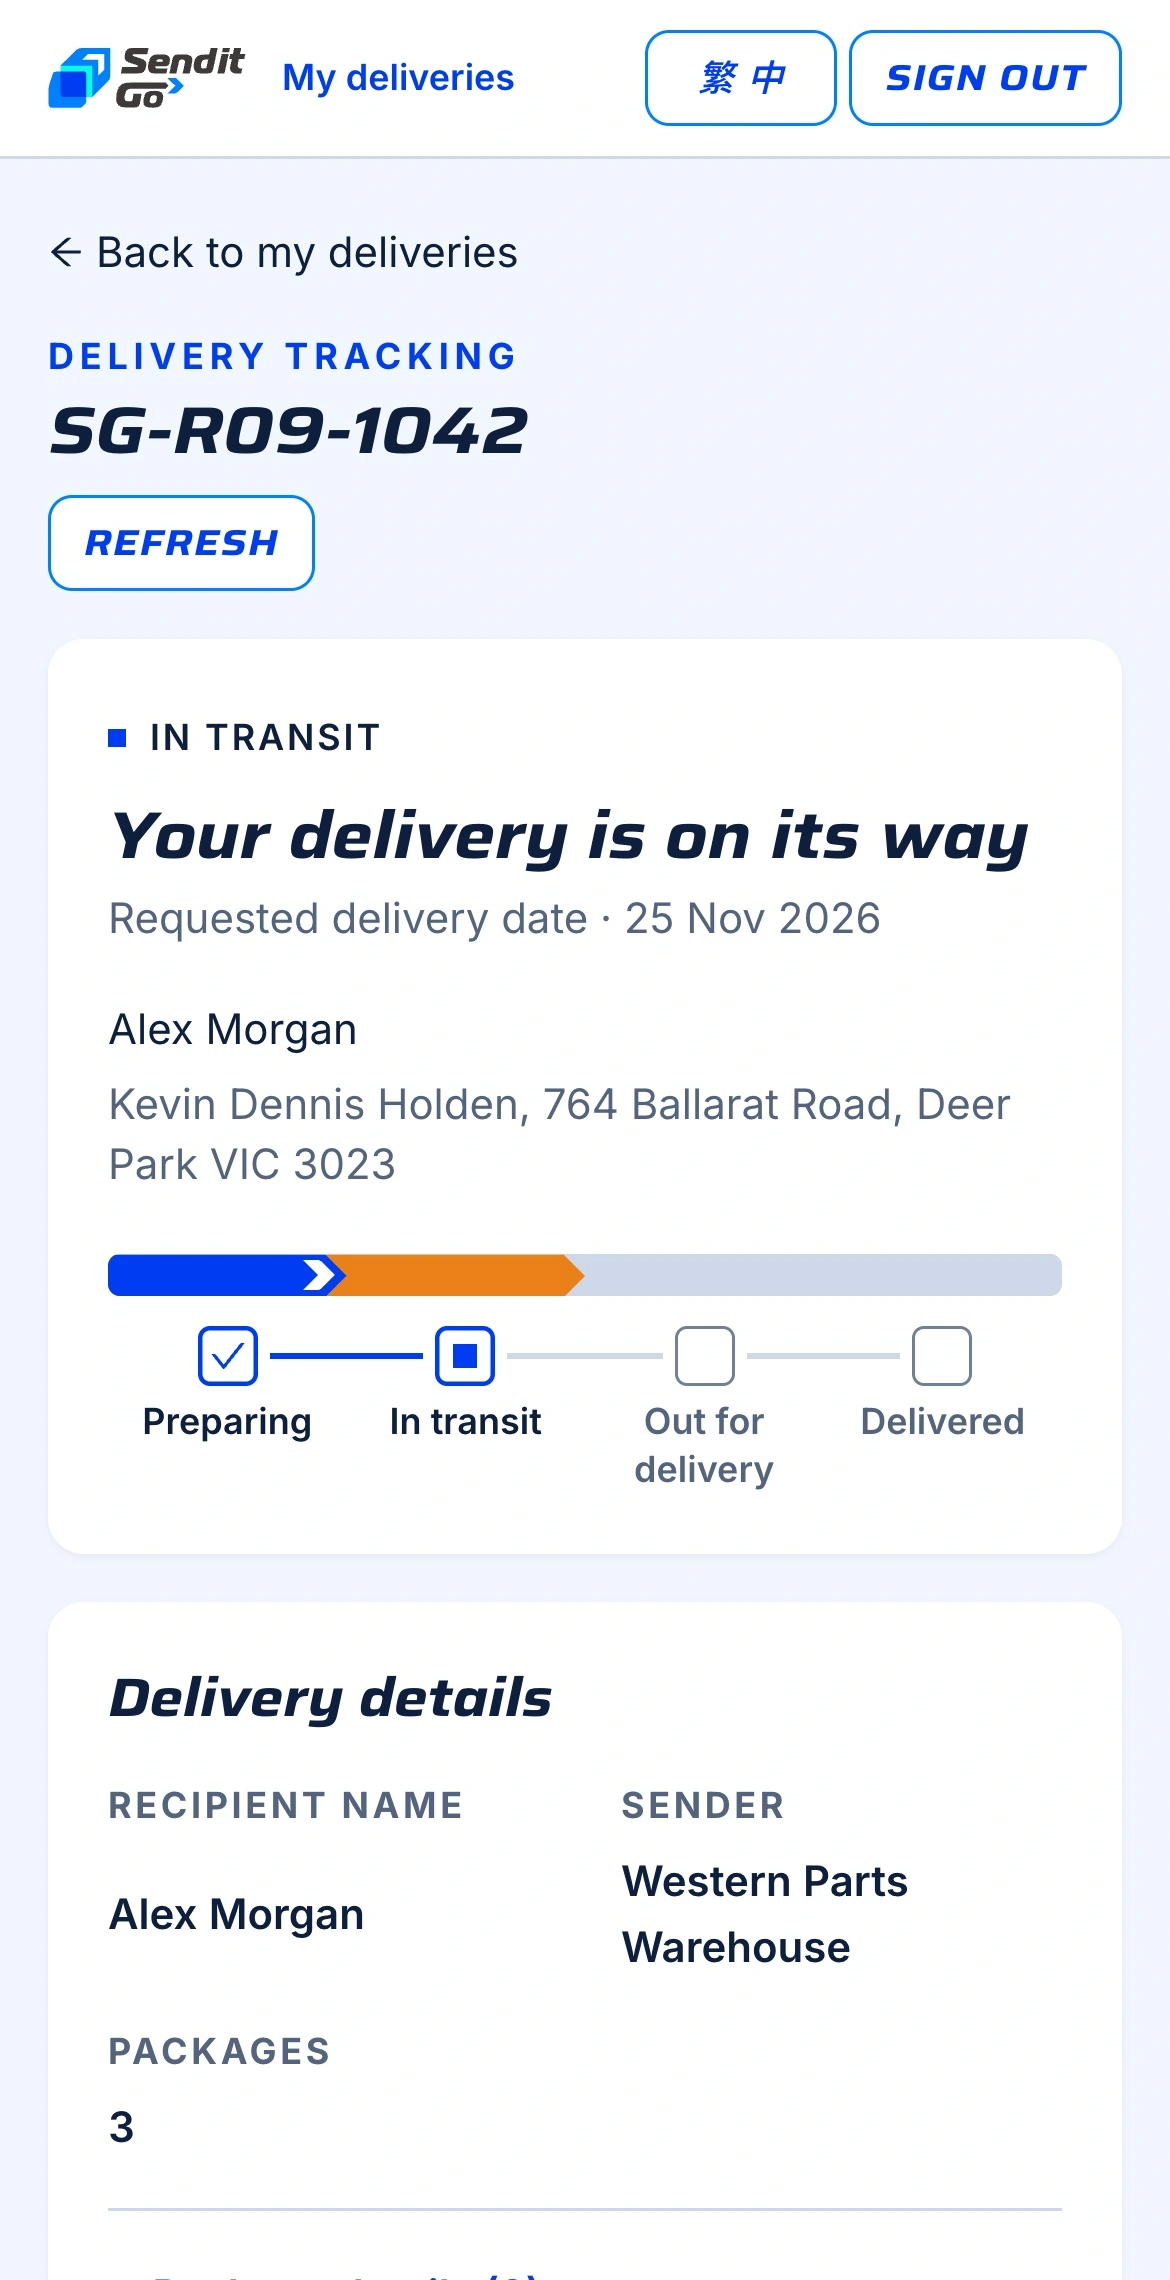 Sendit
Go
My deliveries
繁 中
SIGN OUT
← Back to my deliveries
DELIVERY TRACKING
SG-R09-1042
REFRESH
IN TRANSIT
Your delivery is on its way
Requested delivery date · 25 Nov 2026
Alex Morgan
Kevin Dennis Holden, 764 Ballarat Road, Deer
Park VIC 3023
Preparing
In transit
Out for
delivery
Delivered
Delivery details
RECIPIENT NAME
Alex Morgan
SENDER
Western Parts
Warehouse
PACKAGES
3